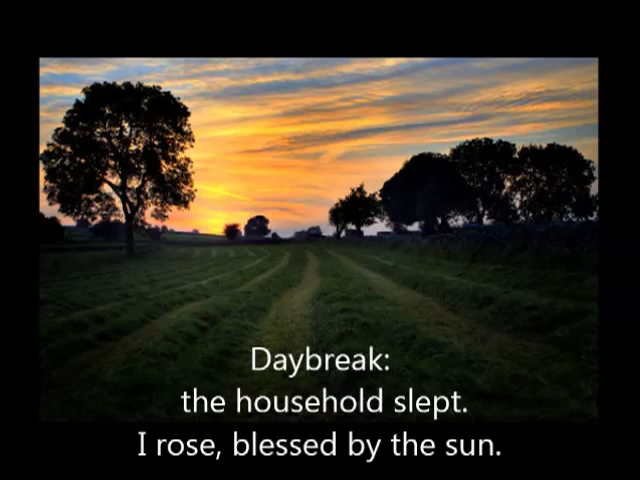 Daybreak:
the household slept.
I rose, blessed by the sun.